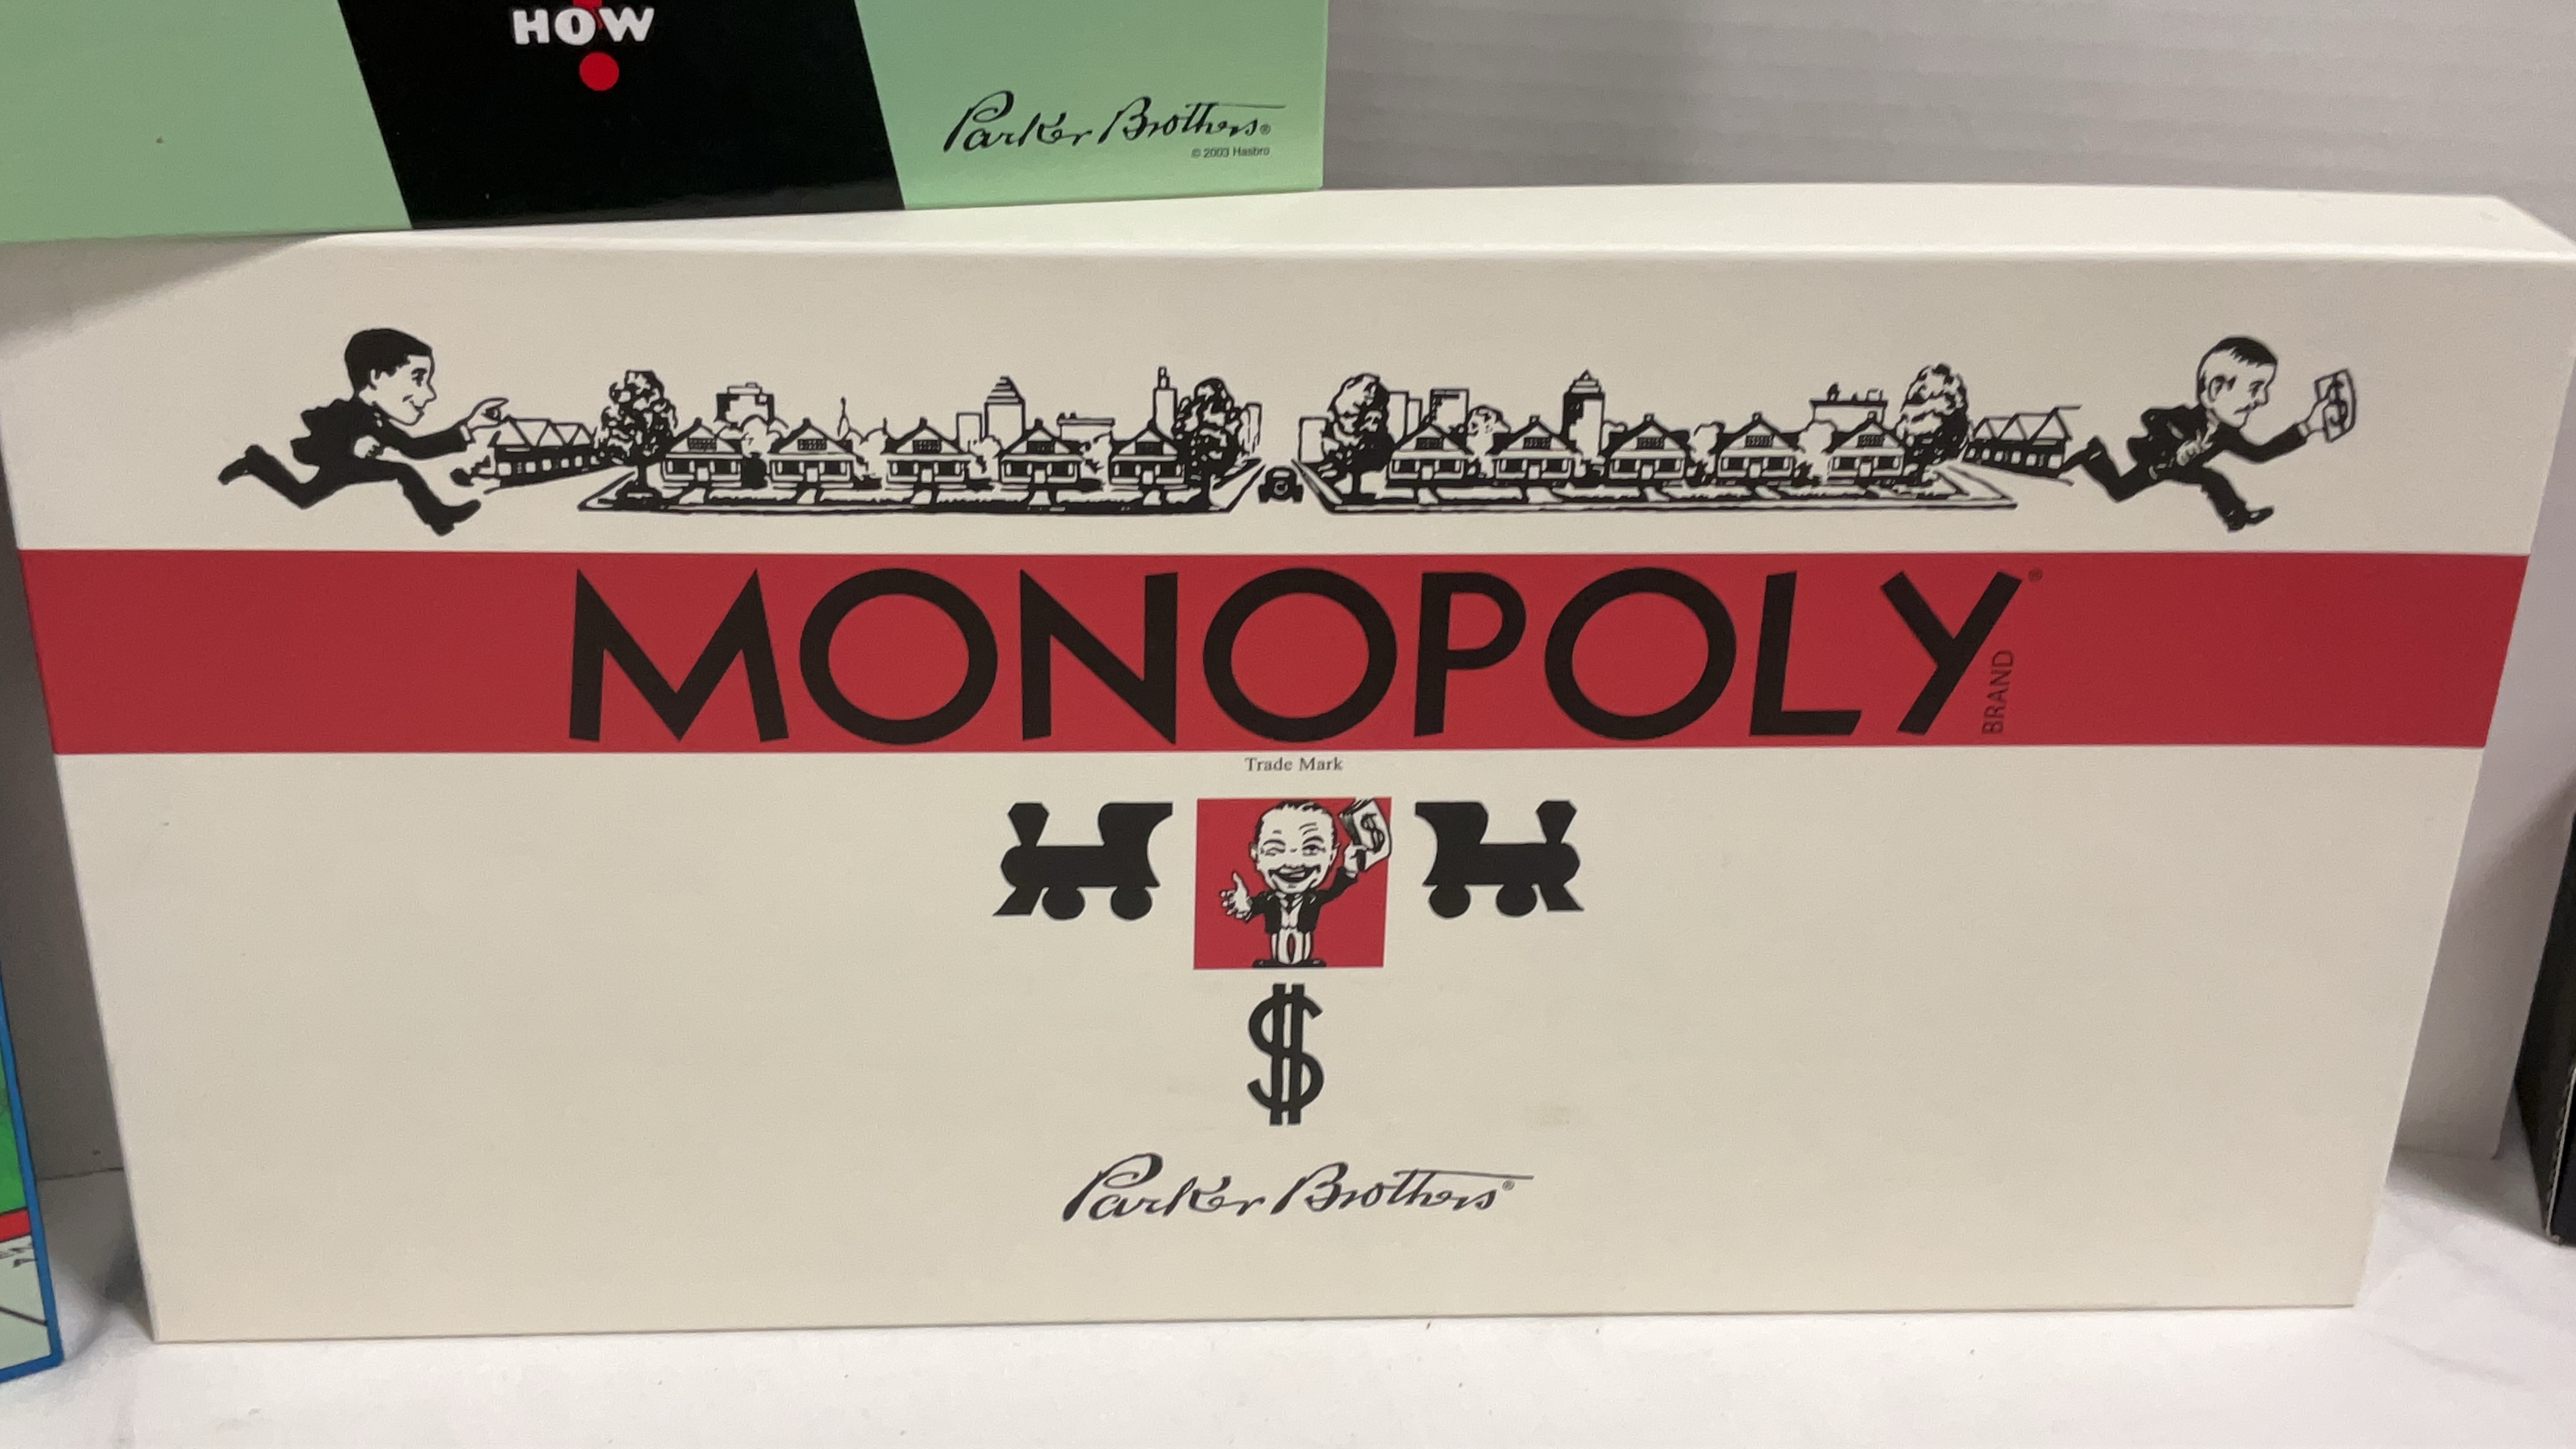 HOW
Parker Brothers®
© 2003 Hasbro
$
MONOPOLY®
BRAND
Trade Mark
$
$
Parker Brothers®